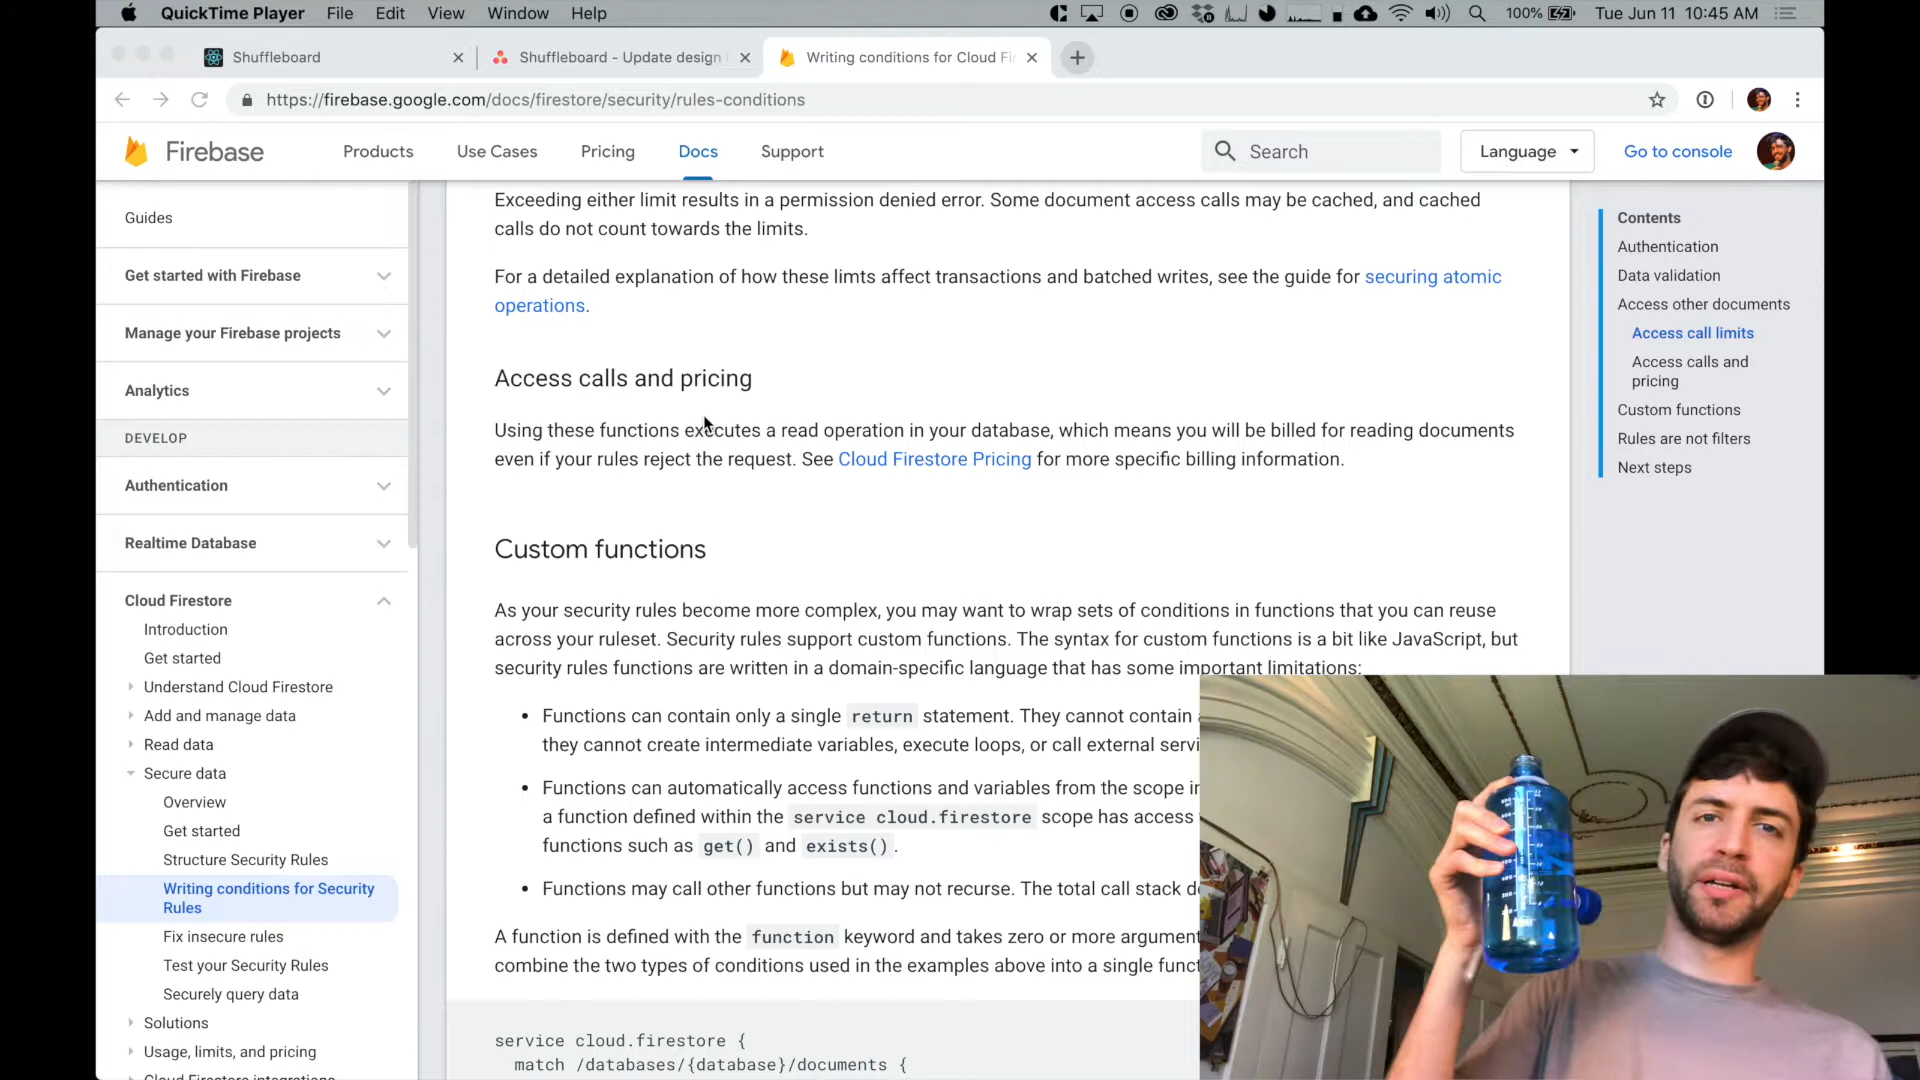 QuickTime Player File Edit View Window Help 100% Tue Jun 11 10:45 AM
Shuffleboard Shuffleboard - Update design Writing conditions for Cloud Fi
https://firebase.google.com/docs/firestore/security/rules-conditions
Firebase Products Use Cases Pricing Docs Support Search Language Go to console
Guides
Get started with Firebase
Manage your Firebase projects
Analytics
DEVELOP
Authentication
Realtime Database
Cloud Firestore
Introduction
Get started
Understand Cloud Firestore
Add and manage data
Read data
Secure data
Overview
Get started
Structure Security Rules
Writing conditions for Security
Rules
Fix insecure rules
Test your Security Rules
Securely query data
Solutions
Usage, limits, and pricing
Cloud Firestore integrations
Exceeding either limit results in a permission denied error. Some document access calls may be cached, and cached
calls do not count towards the limits.
For a detailed explanation of how these limts affect transactions and batched writes, see the guide for securing atomic
operations.
Access calls and pricing
Using these functions executes a read operation in your database, which means you will be billed for reading documents
even if your rules reject the request. See Cloud Firestore Pricing for more specific billing information.
Custom functions
As your security rules become more complex, you may want to wrap sets of conditions in functions that you can reuse
across your ruleset. Security rules support custom functions. The syntax for custom functions is a bit like JavaScript, but
security rules functions are written in a domain-specific language that has some important limitations:
• Functions can contain only a single return statement. They cannot contain
they cannot create intermediate variables, execute loops, or call external servi
• Functions can automatically access functions and variables from the scope i
a function defined within the service cloud.firestore scope has access
functions such as get() and exists().
• Functions may call other functions but may not recurse. The total call stack de
A function is defined with the function keyword and takes zero or more argument
combine the two types of conditions used in the examples above into a single funct
service cloud.firestore {
match /databases/{database}/documents {
Contents
Authentication
Data validation
Access other documents
Access call limits
Access calls and
pricing
Custom functions
Rules are not filters
Next steps